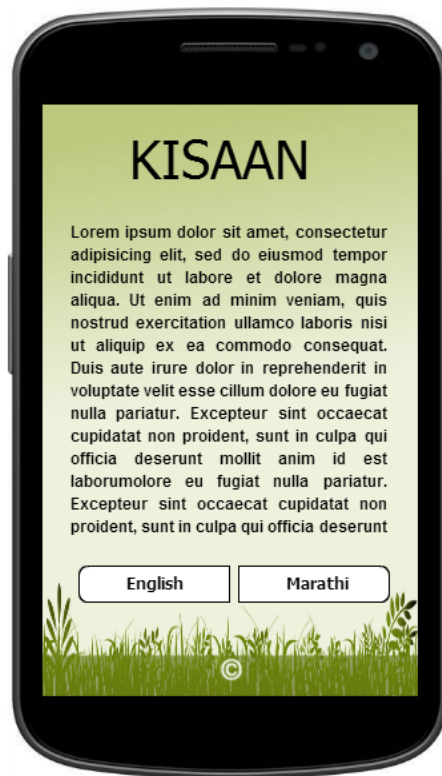 KISAAN
Lorem ipsum dolor sit amet, consectetur
adipisicing elit, sed do eiusmod tempor
incididunt ut labore et dolore magna
aliqua. Ut enim ad minim veniam, quis
nostrud exercitation ullamco laboris nisi
ut aliquip ex ea commodo consequat.
Duis aute irure dolor in reprehenderit in
voluptate velit esse cillum dolore eu fugiat
nulla pariatur. Excepteur sint occaecat
cupidatat non proident, sunt in culpa qui
officia deserunt mollit anim id est
laborumolore eu fugiat nulla pariatur.
Excepteur sint occaecat cupidatat non
proident, sunt in culpa qui officia deserunt
English Marathi
©